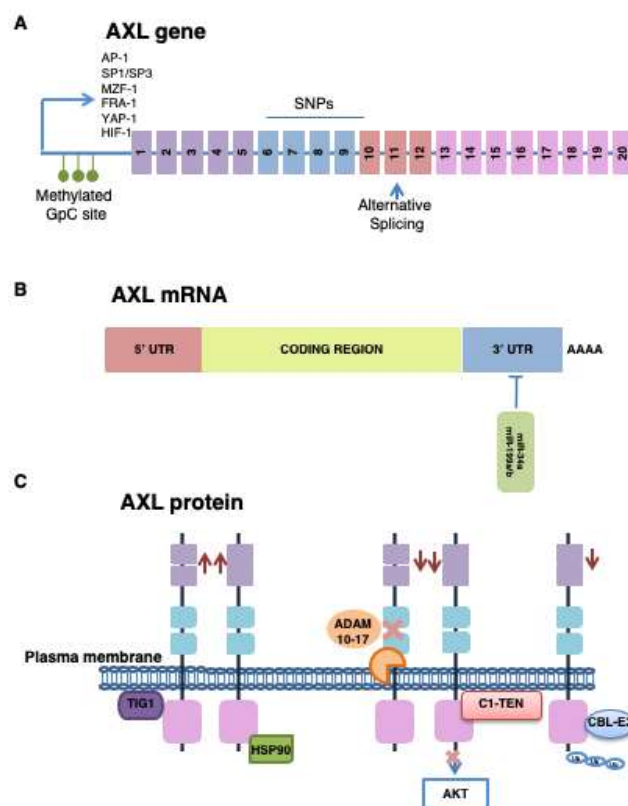 A
AXL gene
AP-1
SP1/SP3
MZF-1
FRA-1
YAP-1
HIF-1
SNPs
1 2 3 4 5 6 7 8 9 10 11 12 13 14 15 16 17 18 19 20
Methylated
GpC site
Alternative
Splicing
B
AXL mRNA
5' UTR CODING REGION 3' UTR AAAA
miR-34a
miR-199a/b
C
AXL protein
ADAM
10-17
Plasma membrane
TIG1
C1-TEN
CBL-E3
HSP90
AKT